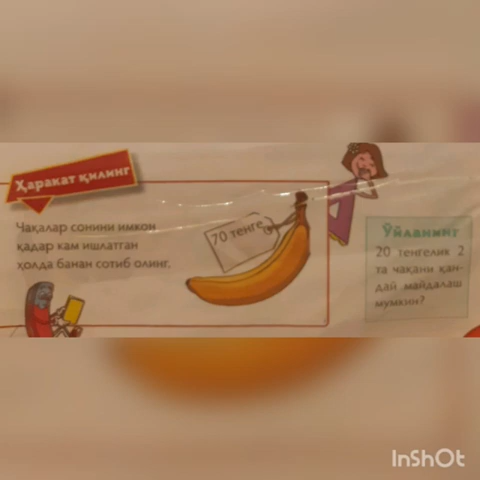 Ҳаракат қилинг
Чақалар сонини имкон
қадар кам ишлатган
ҳолда банан сотиб олинг.
70 тенге
Ўйланинг
20 тенгелик 2
та чақани қан-
дай майдалаш
мумкин?
InShOt